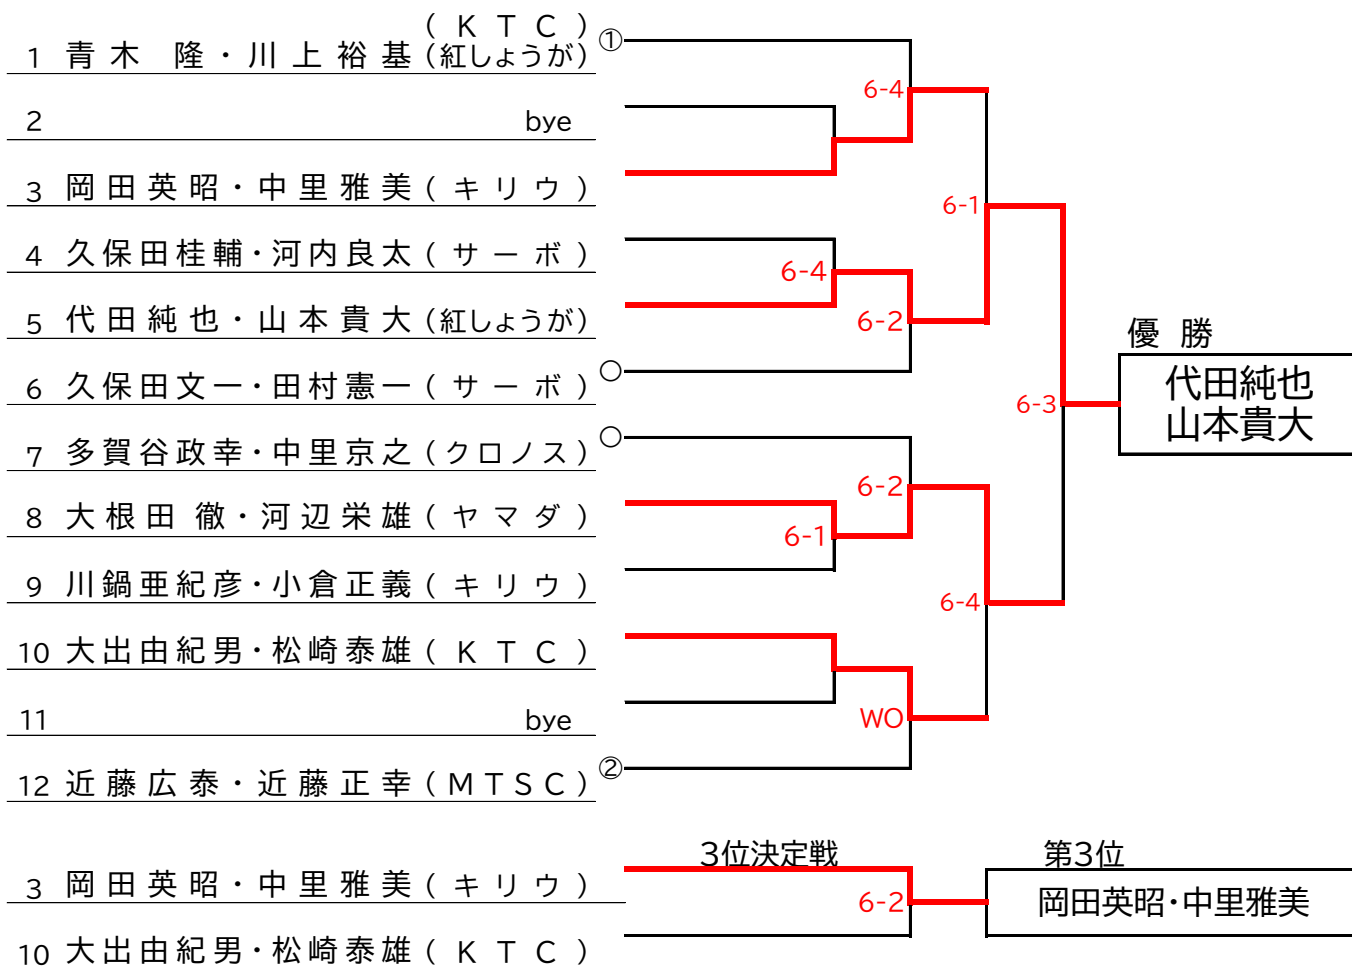 (KTC)
1 青木 隆・川上裕基(紅しょうが) ①
2 bye
6-4
3 岡田英昭・中里雅美(キリウ)
6-1
4 久保田桂輔・河内良太(サーボ)
6-4
5 代田純也・山本貴大(紅しょうが)
6-2
優勝
6 久保田文一・田村憲一(サーボ) ○
代田純也
6-3
山本貴大
7 多賀谷政幸・中里京之(クロノス) ○
6-2
8 大根田 徹・河辺栄雄(ヤマダ)
6-1
9 川鍋亜紀彦・小倉正義(キリウ)
6-4
10 大出由紀男・松崎泰雄(KTC)
11 bye
WO
12 近藤広泰・近藤正幸(MTSC) ②
3位決定戦
第3位
3 岡田英昭・中里雅美(キリウ)
6-2
岡田英昭・中里雅美
10 大出由紀男・松崎泰雄(KTC)